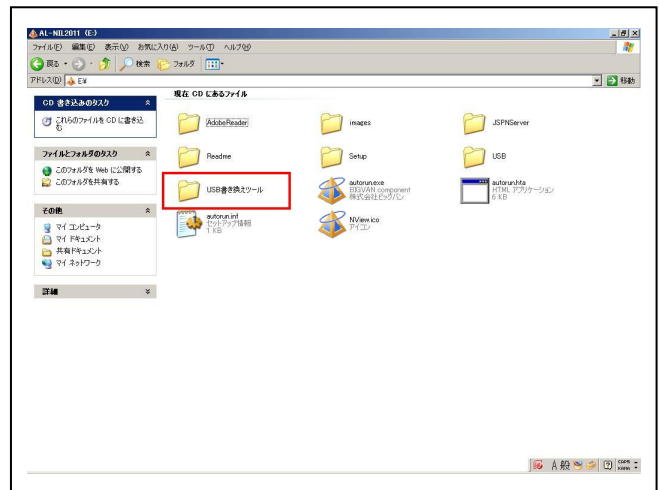 AL-NIL2011 (E:)
ファイル(F) 編集(E) 表示(V) お気に入り(A) ツール(T) ヘルプ(H)
戻る 検索 フォルダ
アドレス(D) E¥ 移動
CD 書き込みのタスク
これらのファイルを CD に書き込
む
ファイルとフォルダのタスク
このフォルダを Web に公開する
このフォルダを共有する
その他
マイ コンピュータ
マイ ドキュメント
共有ドキュメント
マイ ネットワーク
詳細
現在 CD にあるファイル
AdobeReader images JSPNServer
Readme Setup USB
USB書き換えツール
autorun.exe
BIGVAN component
株式会社ビッグバン
autorun.hta
HTML アプリケーション
6 KB
autorun.inf
セットアップ情報
1 KB
NView.ico
アイコン
A 般 CAPS
KANA